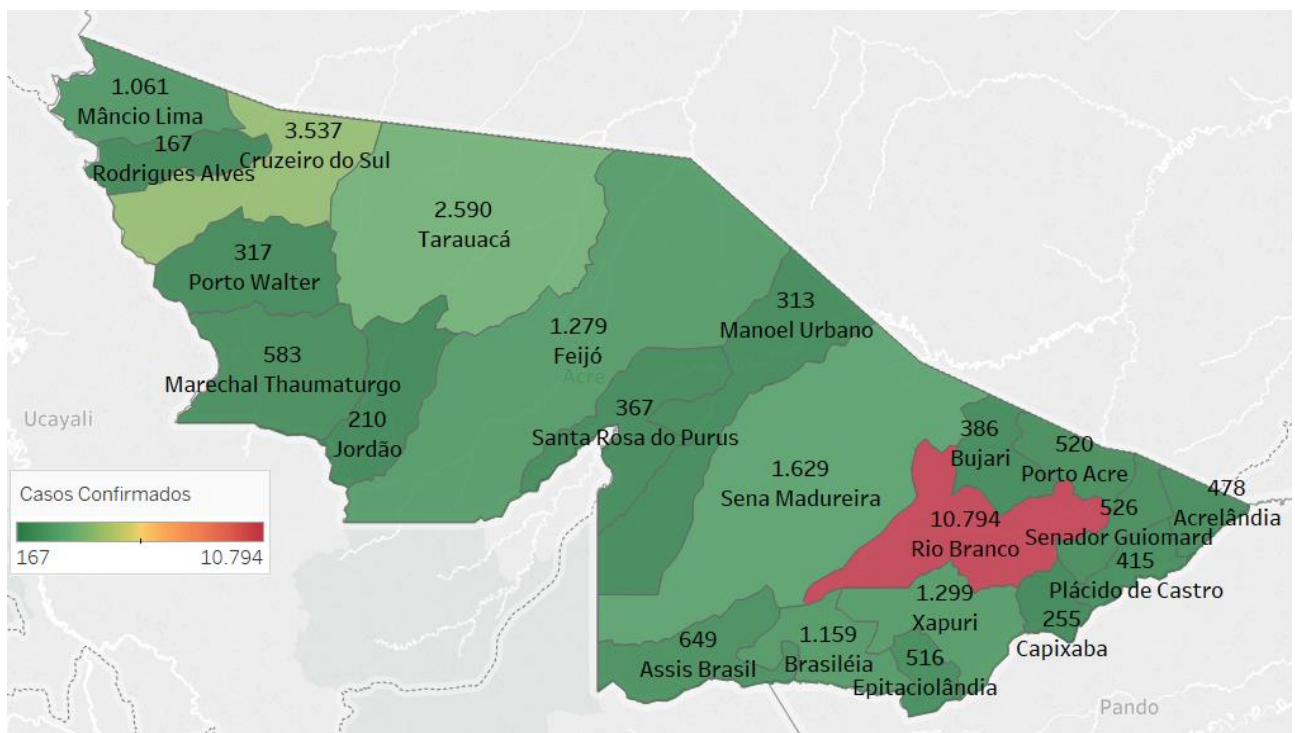 1.061
Mâncio Lima
167
Rodrigues Alves
3.537
Cruzeiro do Sul
2.590
Tarauacá
317
Porto Walter
583
Marechal Thaumaturgo
210
Jordão
1.279
Feijó
Acre
313
Manoel Urbano
367
Santa Rosa do Purus
1.629
Sena Madureira
386
Bujari
520
Porto Acre
478
Acrelândia
10.794
Rio Branco
526
Senador Guiomard
415
Plácido de Castro
1.299
Xapuri
255
Capixaba
649
Assis Brasil
1.159
Brasiléia
516
Epitaciolândia
Ucayali
Pando
Casos Confirmados
167 10.794